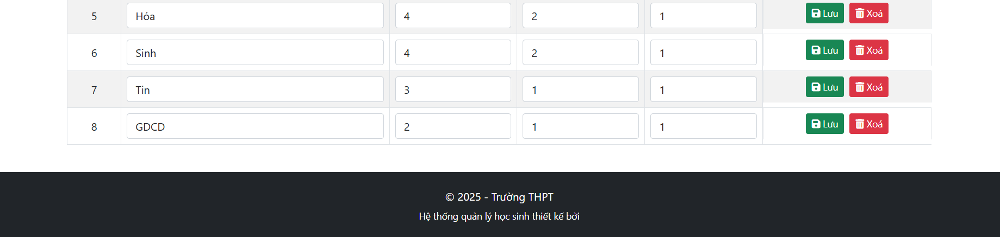 5 Hóa 4 2 1 Lưu Xoá
6 Sinh 4 2 1 Lưu Xoá
7 Tin 3 1 1 Lưu Xoá
8 GDCD 2 1 1 Lưu Xoá
© 2025 - Trường THPT
Hệ thống quản lý học sinh thiết kế bởi